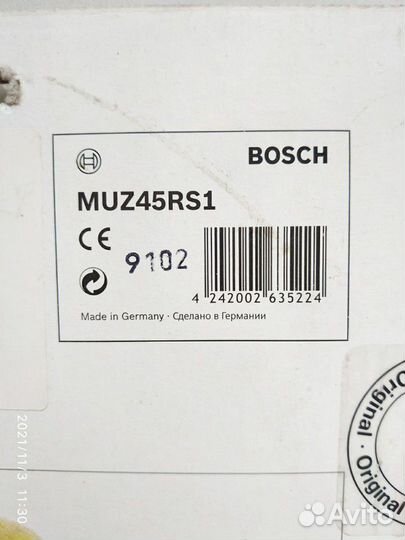 BOSCH
MUZ45RS1
CE
9102
4 242002 635224
Made in Germany · Сделано в Германии
Original · Original
2021/11/3 11:30
Avito